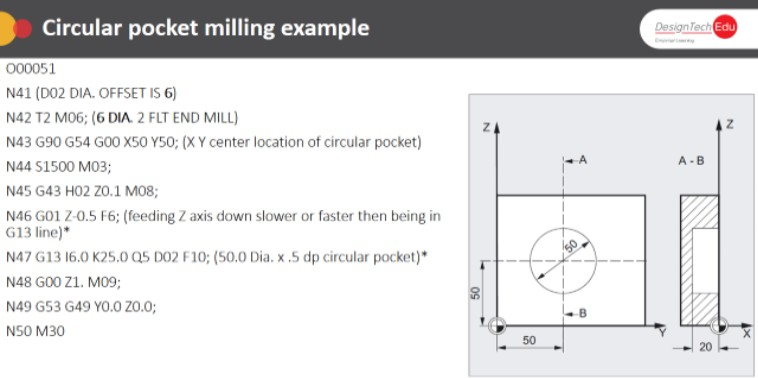 Circular pocket milling example
DesignTech Edu
O00051
N41 (D02 DIA. OFFSET IS 6)
N42 T2 M06; (6 DIA. 2 FLT END MILL)
N43 G90 G54 G00 X50 Y50; (X Y center location of circular pocket)
N44 S1500 M03;
N45 G43 H02 Z0.1 M08;
N46 G01 Z-0.5 F6; (feeding Z axis down slower or faster then being in
G13 line)*
N47 G13 I6.0 K25.0 Q5 D02 F10; (50.0 Dia. x .5 dp circular pocket)*
N48 G00 Z1. M09;
N49 G53 G49 Y0.0 Z0.0;
N50 M30
Z
Z
A
A - B
50
50
B
Y
X
50
20